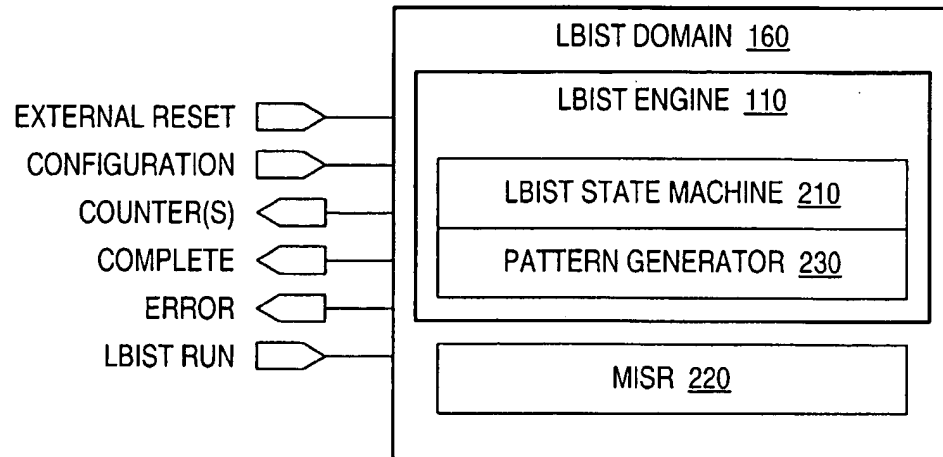 LBIST DOMAIN 160
LBIST ENGINE 110
EXTERNAL RESET
CONFIGURATION
COUNTER(S)
COMPLETE
ERROR
LBIST RUN
LBIST STATE MACHINE 210
PATTERN GENERATOR 230
MISR 220